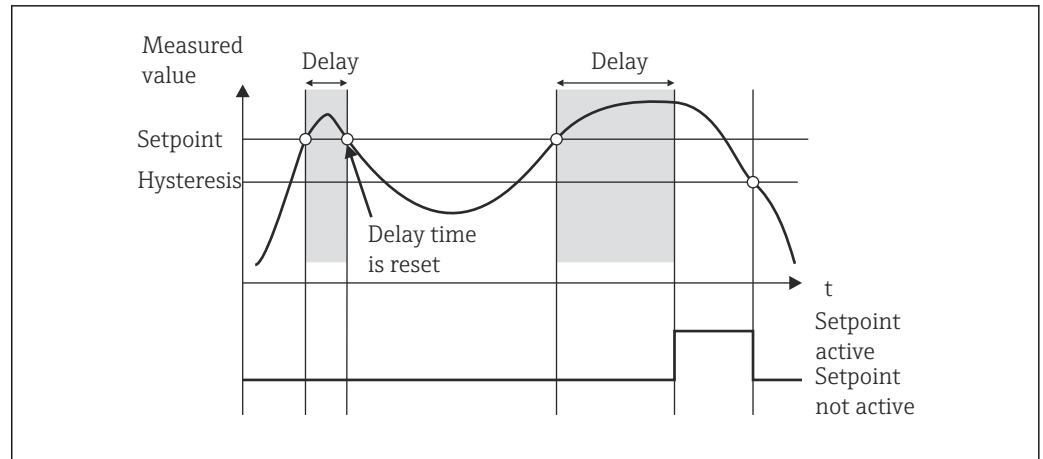 Measured
value
Delay
Delay
Setpoint
Hysteresis
Delay time
is reset
t
Setpoint
active
Setpoint
not active